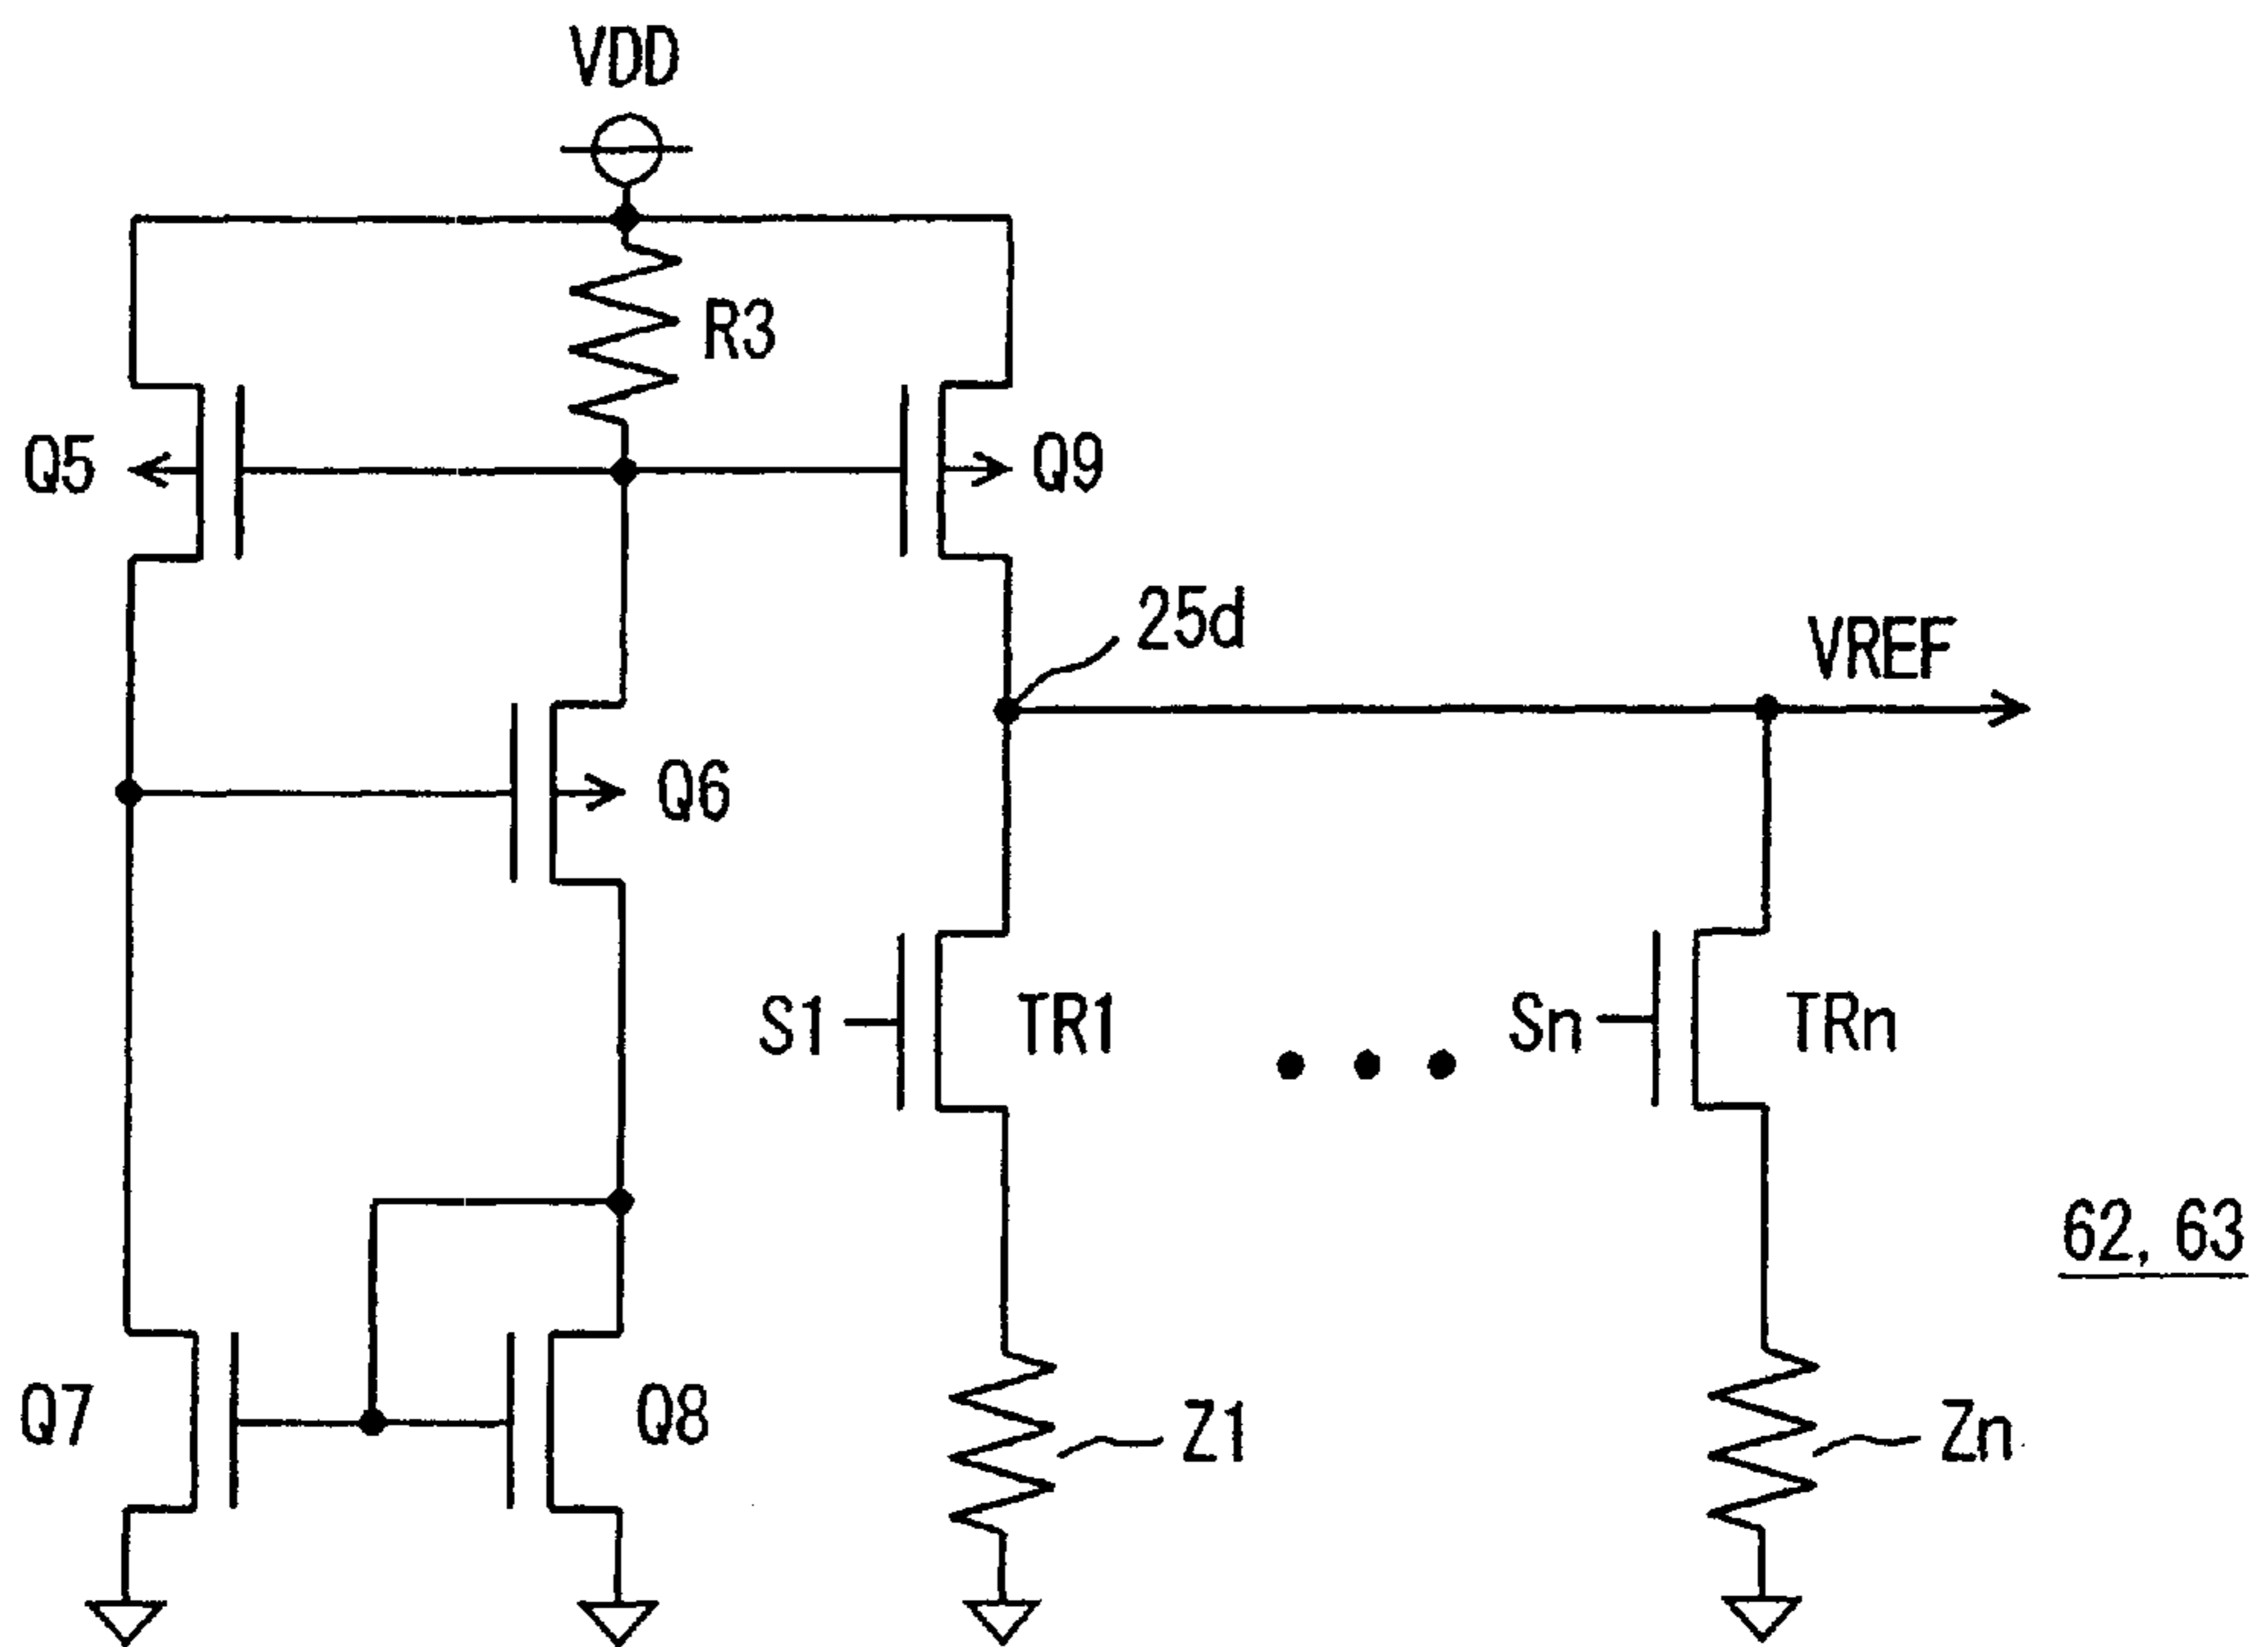 VDD
R3
Q5
Q9
25d
VREF
Q6
S1
TR1
Sn
TRn
62, 63
Q7
Q8
Z1
Zn